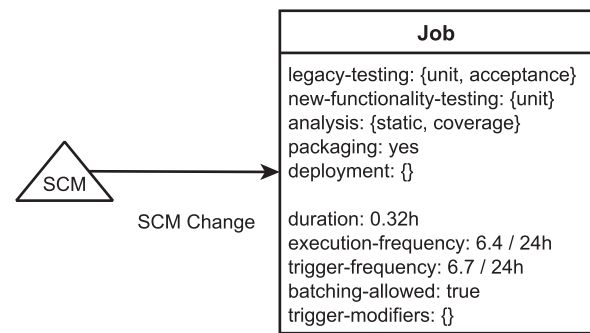 Job
legacy-testing: {unit, acceptance}
new-functionality-testing: {unit}
analysis: {static, coverage}
packaging: yes
deployment: {}
SCM
SCM Change
duration: 0.32h
execution-frequency: 6.4 / 24h
trigger-frequency: 6.7 / 24h
batching-allowed: true
trigger-modifiers: {}